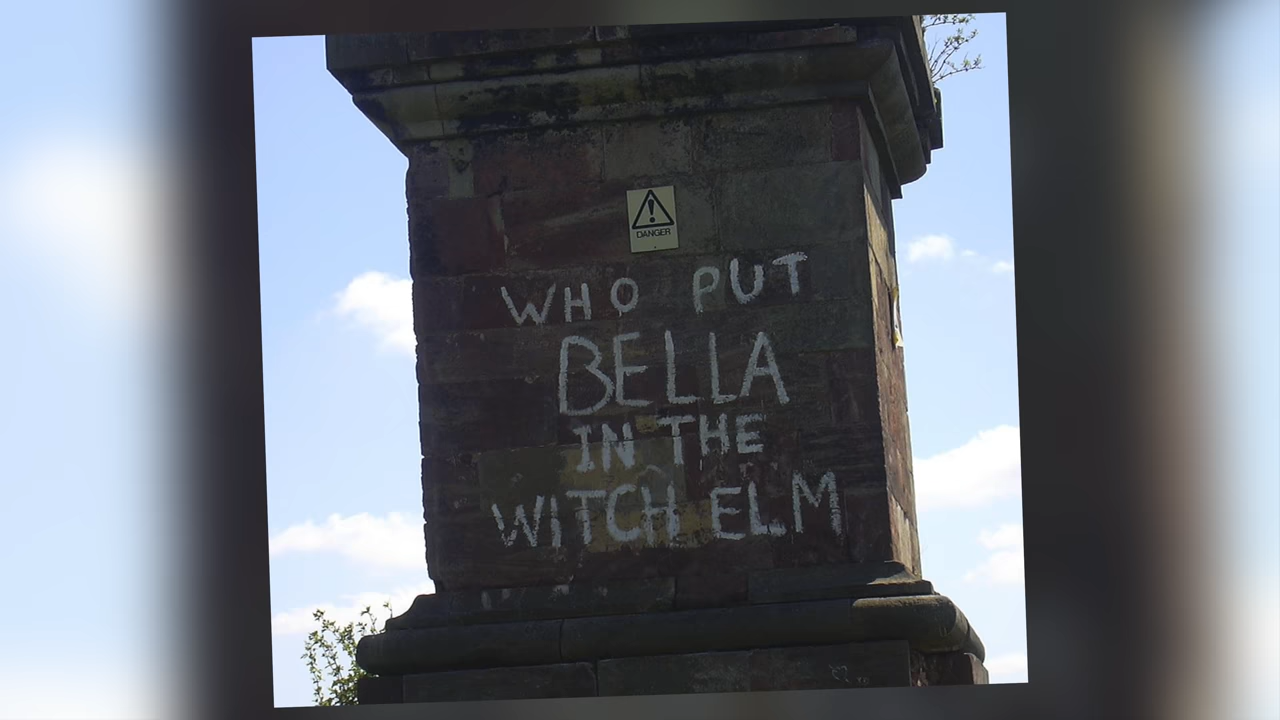 DANGER
WHO PUT
BELLA
IN THE
WITCH ELM